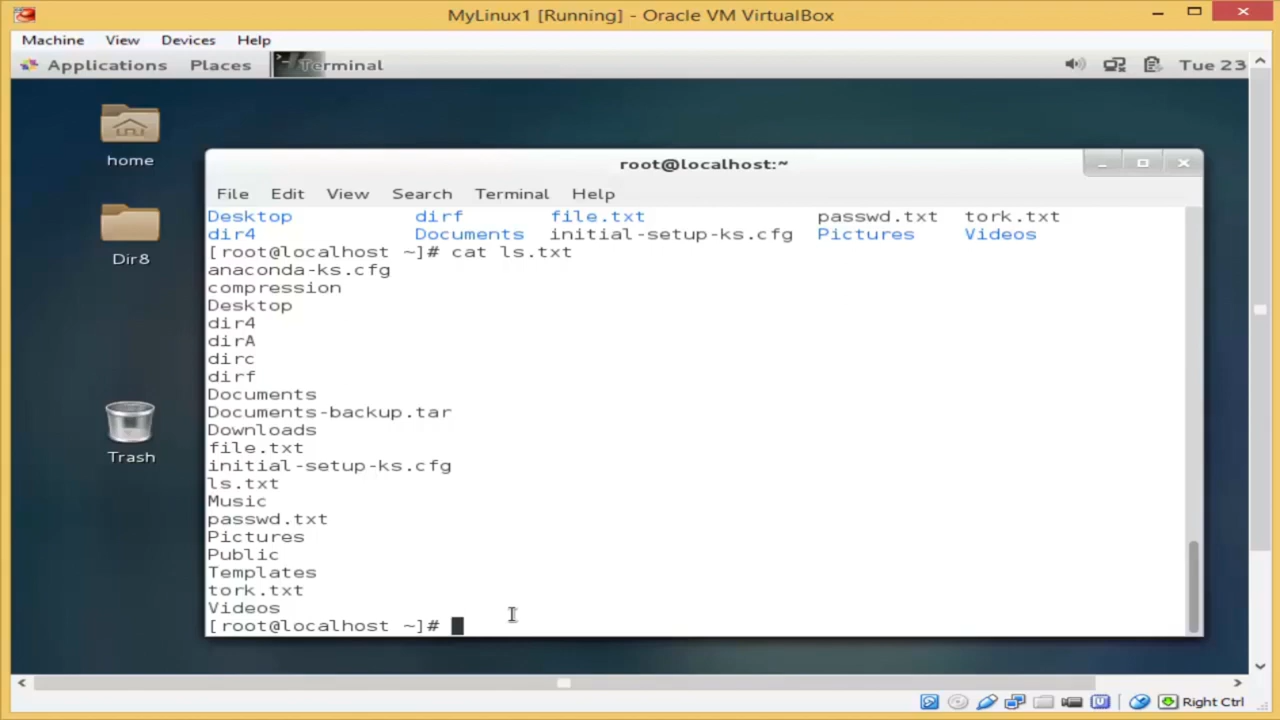 MyLinux1 [Running] - Oracle VM VirtualBox
Machine View Devices Help
Applications Places Terminal Tue 23
home
Dir8
Trash
root@localhost:~
File Edit View Search Terminal Help
Desktop dirf file.txt passwd.txt tork.txt
dir4 Documents initial-setup-ks.cfg Pictures Videos
[root@localhost ~]# cat ls.txt
anaconda-ks.cfg
compression
Desktop
dir4
dirA
dirc
dirf
Documents
Documents-backup.tar
Downloads
file.txt
initial-setup-ks.cfg
ls.txt
Music
passwd.txt
Pictures
Public
Templates
tork.txt
Videos
[root@localhost ~]#
Right Ctrl